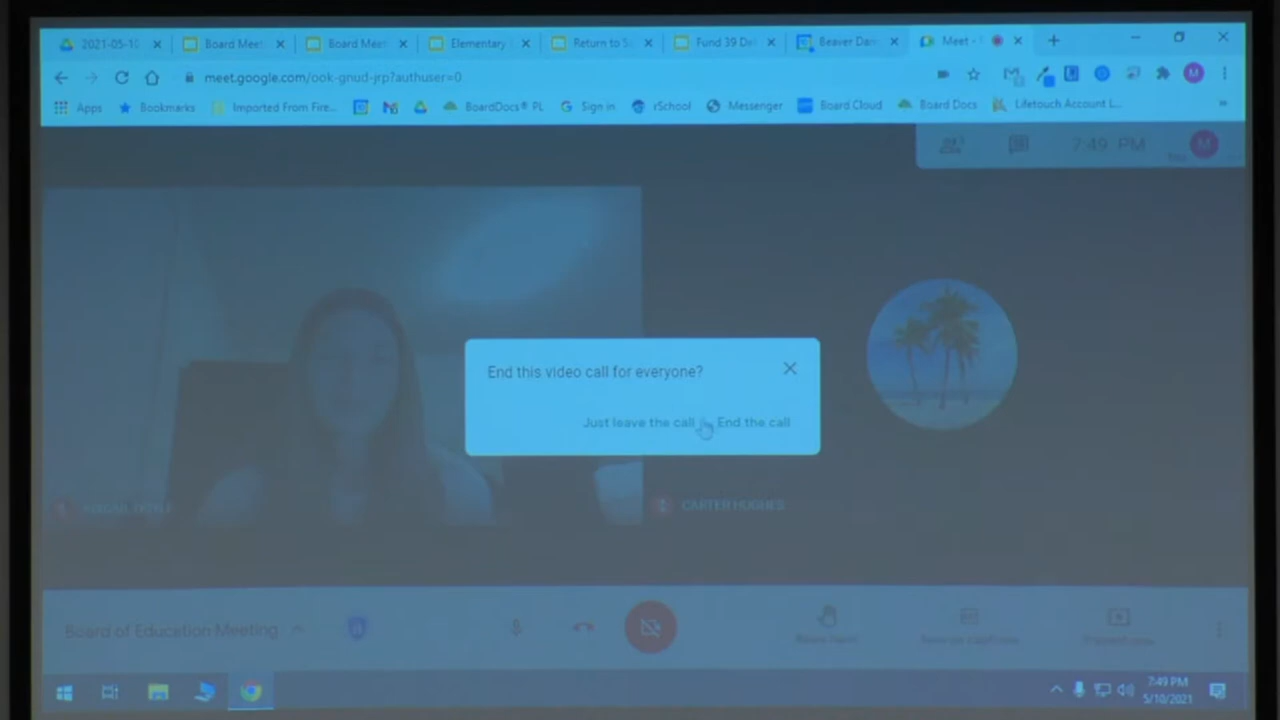 2021-05-10
Board Meet
Board Meet
Elementary
Return to S
Fund 39 De
Beaver Dam
Meet -
meet.google.com/ook-gnud-jrp?authuser=0
Apps
Bookmarks
Imported From Fire...
BoardDocs® PL
Sign in
rSchool
Messenger
Board Cloud
Board Docs
Lifetouch Account L...
7:49 PM
M
End this video call for everyone?
Just leave the call
End the call
CARTER HUGHES
Board of Education Meeting
7:49 PM
5/10/2021